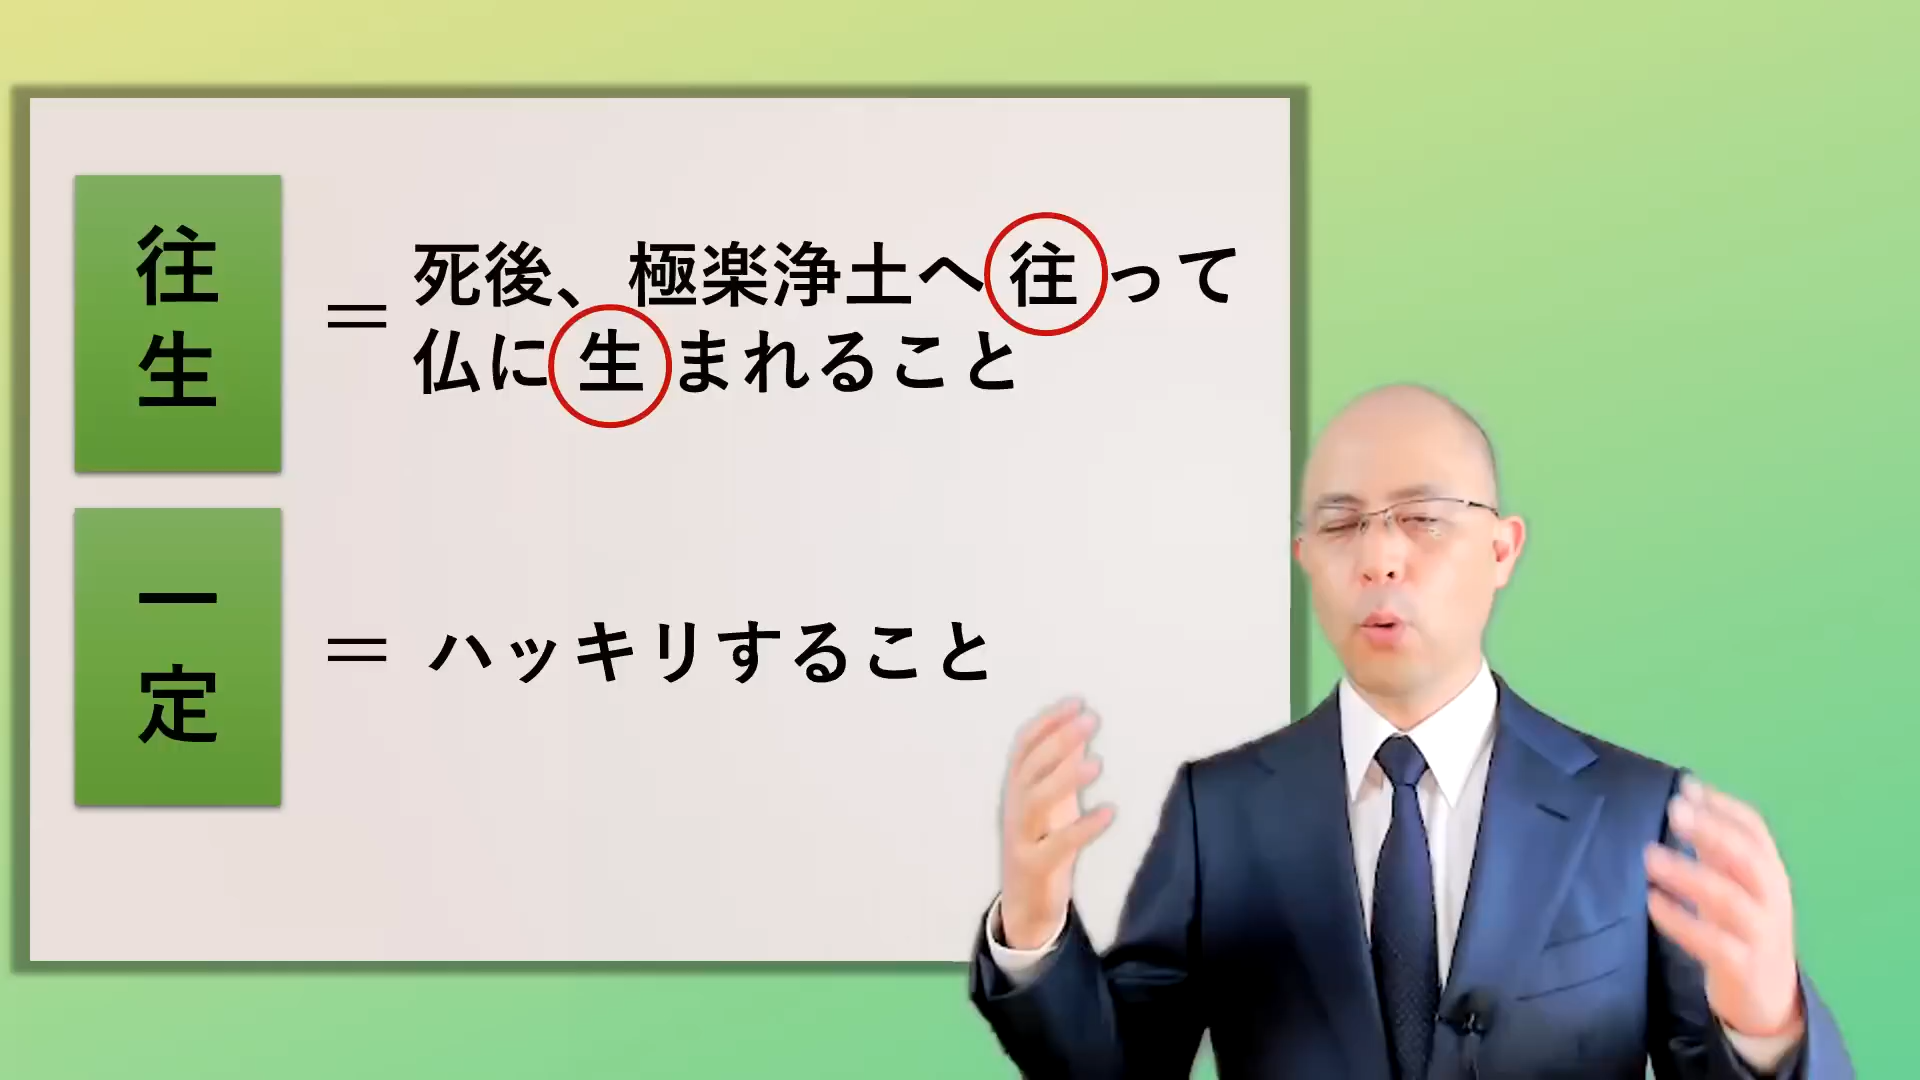 往生
＝
死後、極楽浄土へ往って
仏に生まれること
一定
＝
ハッキリすること